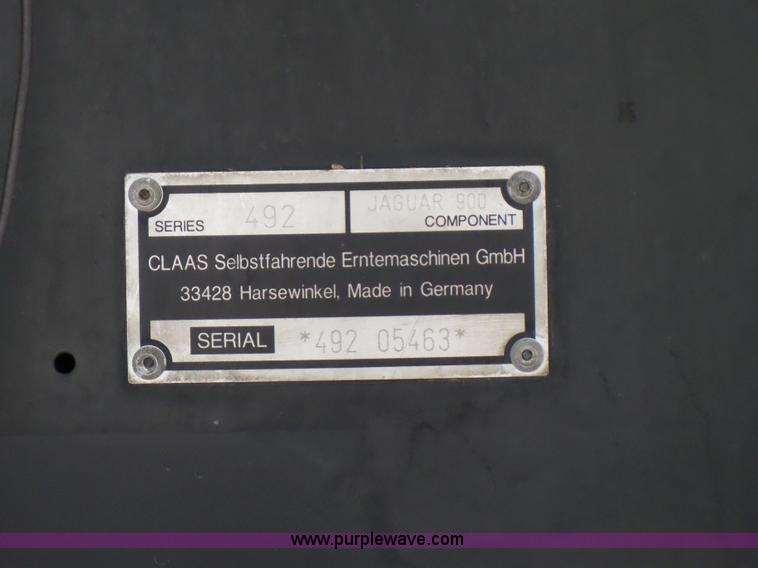 SERIES 492 JAGUAR 900
COMPONENT
CLAAS Selbstfahrende Erntemaschinen GmbH
33428 Harsewinkel, Made in Germany
SERIAL *492 05463*
www.purplewave.com